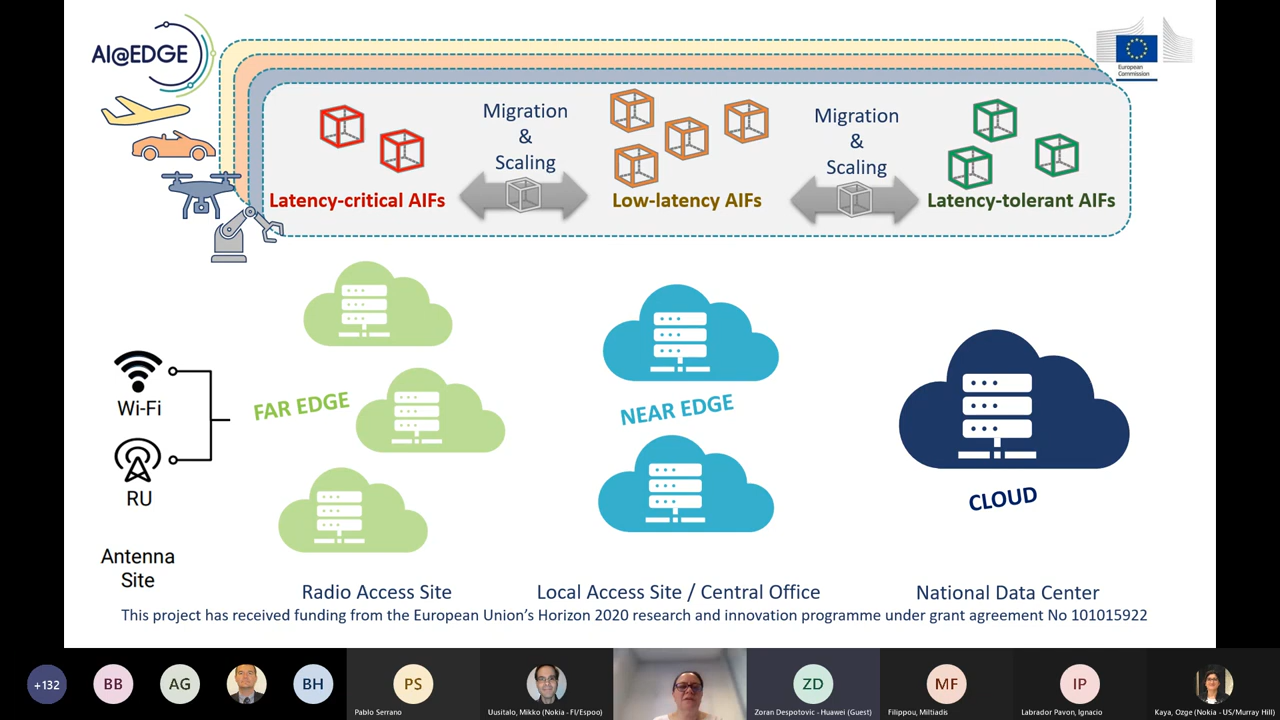 AI@EDGE
European
Commission
Migration
&
Scaling
Migration
&
Scaling
Latency-critical AIFs
Low-latency AIFs
Latency-tolerant AIFs
Wi-Fi
RU
FAR EDGE
NEAR EDGE
CLOUD
Antenna
Site
Radio Access Site
Local Access Site / Central Office
National Data Center
This project has received funding from the European Union's Horizon 2020 research and innovation programme under grant agreement No 101015922
+132
BB
AG
BH
PS
Pablo Serrano
Uusitalo, Mikko (Nokia - FI/Espoo)
ZD
Zoran Despotovic - Huawei (Guest)
MF
Filippou, Miltiadis
IP
Labrador Pavon, Ignacio
Kaya, Ozge (Nokia - US/Murray Hill)